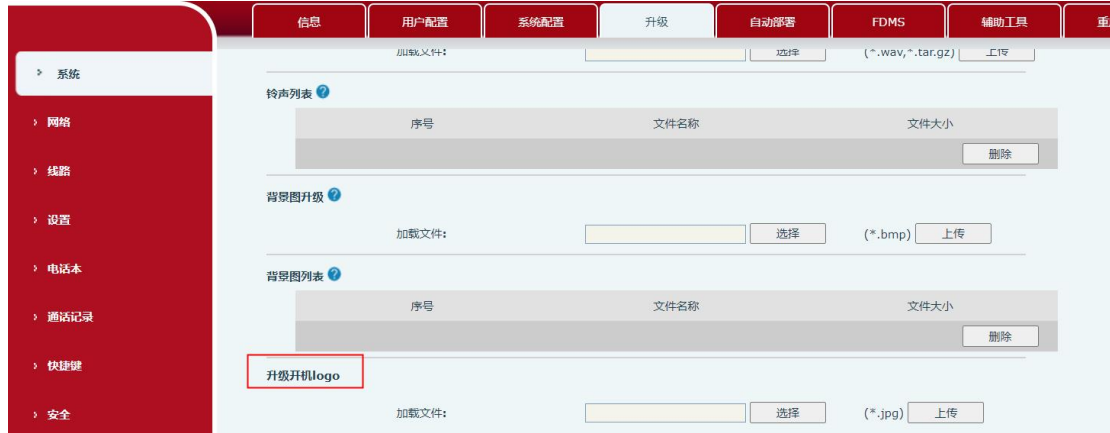 信息 用户配置 系统配置 升级 自动部署 FDMS 辅助工具
系统
网络
线路
设置
电话本
通话记录
快捷键
安全
加载文件: 选择 (*.wav,*.tar.gz) 上传
铃声列表
序号 文件名称 文件大小
删除
背景图升级
加载文件: 选择 (*.bmp) 上传
背景图列表
序号 文件名称 文件大小
删除
升级开机logo
加载文件: 选择 (*.jpg) 上传